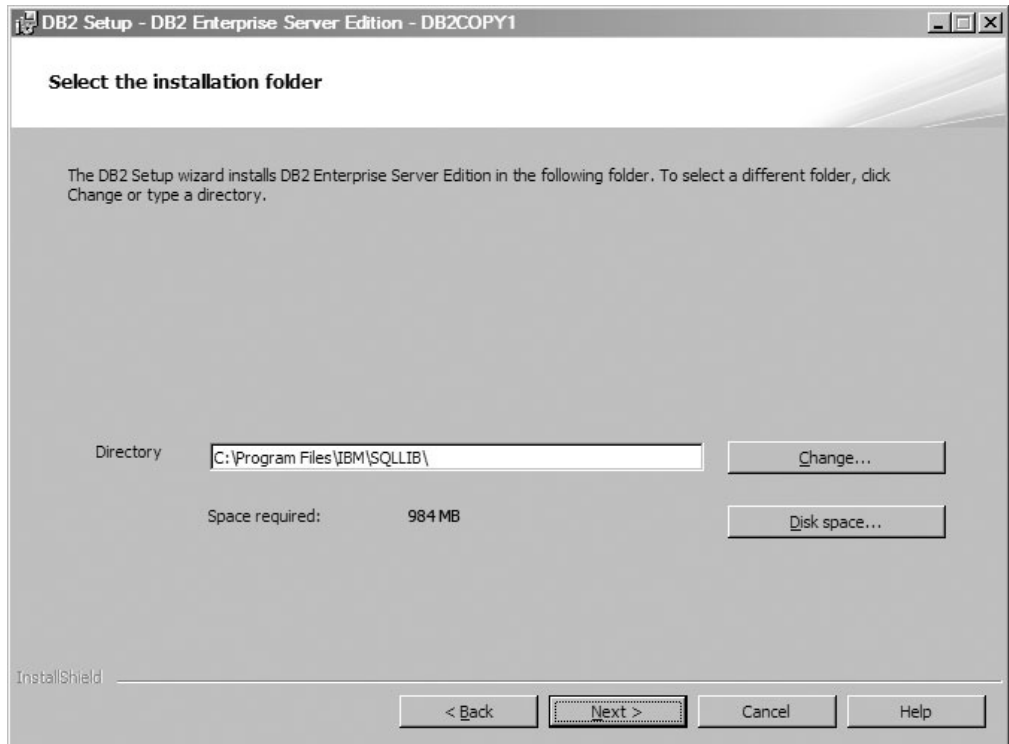 DB2 Setup - DB2 Enterprise Server Edition - DB2COPY1
Select the installation folder
The DB2 Setup wizard installs DB2 Enterprise Server Edition in the following folder. To select a different folder, click
Change or type a directory.
Directory
C:\Program Files\IBM\SQLLIB\
Change...
Space required:
984 MB
Disk space...
InstallShield
< Back
Next >
Cancel
Help